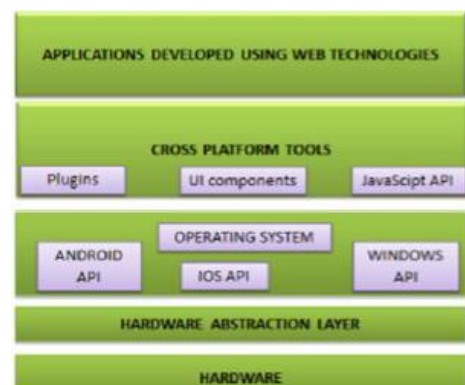 APPLICATIONS DEVELOPED USING WEB TECHNOLOGIES
CROSS PLATFORM TOOLS
Plugins
UI components
JavaScipt API
OPERATING SYSTEM
ANDROID
API
IOS API
WINDOWS
API
HARDWARE ABSTRACTION LAYER
HARDWARE